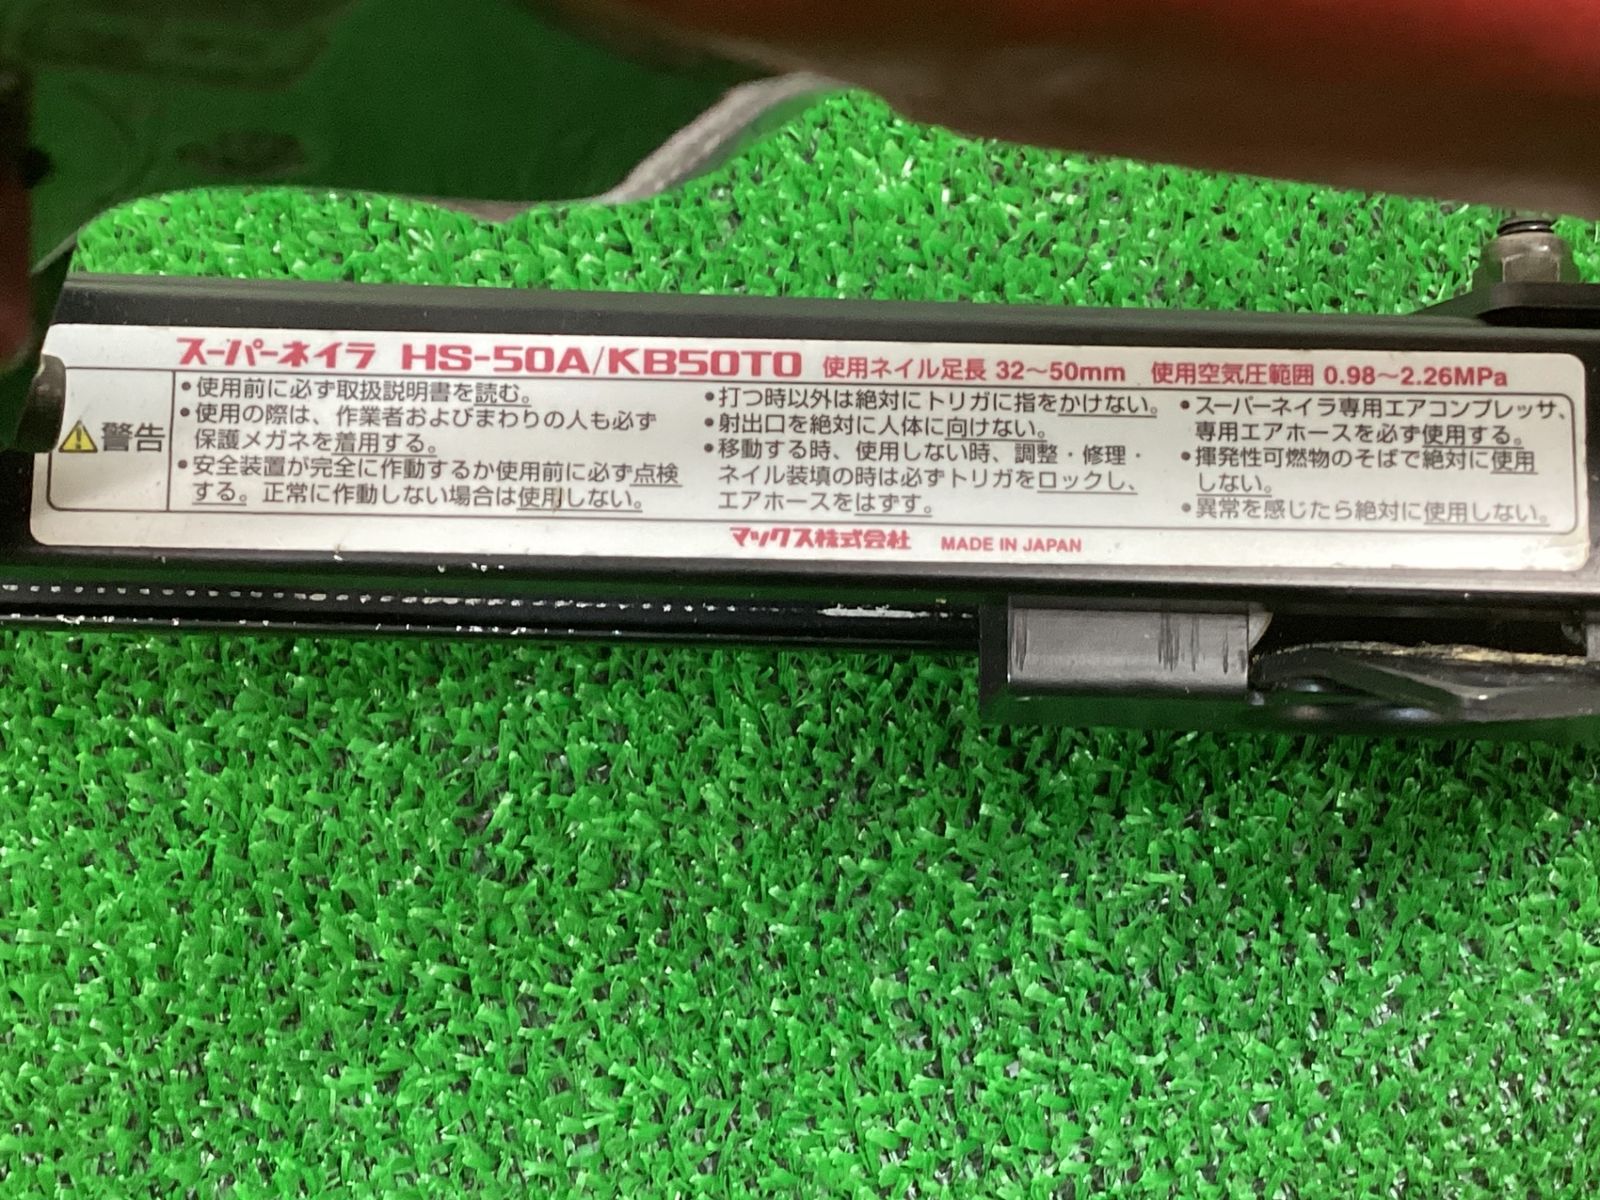 スーパーネイラ HS-50A/KB50T0 使用ネイル足長 32～50mm 使用空気圧範囲 0.98～2.26MPa
警告
•使用前に必ず取扱説明書を読む。
•使用の際は、作業者およびまわりの人も必ず
保護メガネを着用する。
•安全装置が完全に作動するか使用前に必ず点検
する。正常に作動しない場合は使用しない。
•打つ時以外は絶対にトリガに指をかけない。
•射出口を絶対に人体に向けない。
•移動する時、使用しない時、調整・修理・
ネイル装填の時は必ずトリガをロックし、
エアホースをはずす。
•スーパーネイラ専用エアコンプレッサ、
専用エアホースを必ず使用する。
•揮発性可燃物のそばで絶対に使用
しない。
•異常を感じたら絶対に使用しない。
マックス株式会社 MADE IN JAPAN